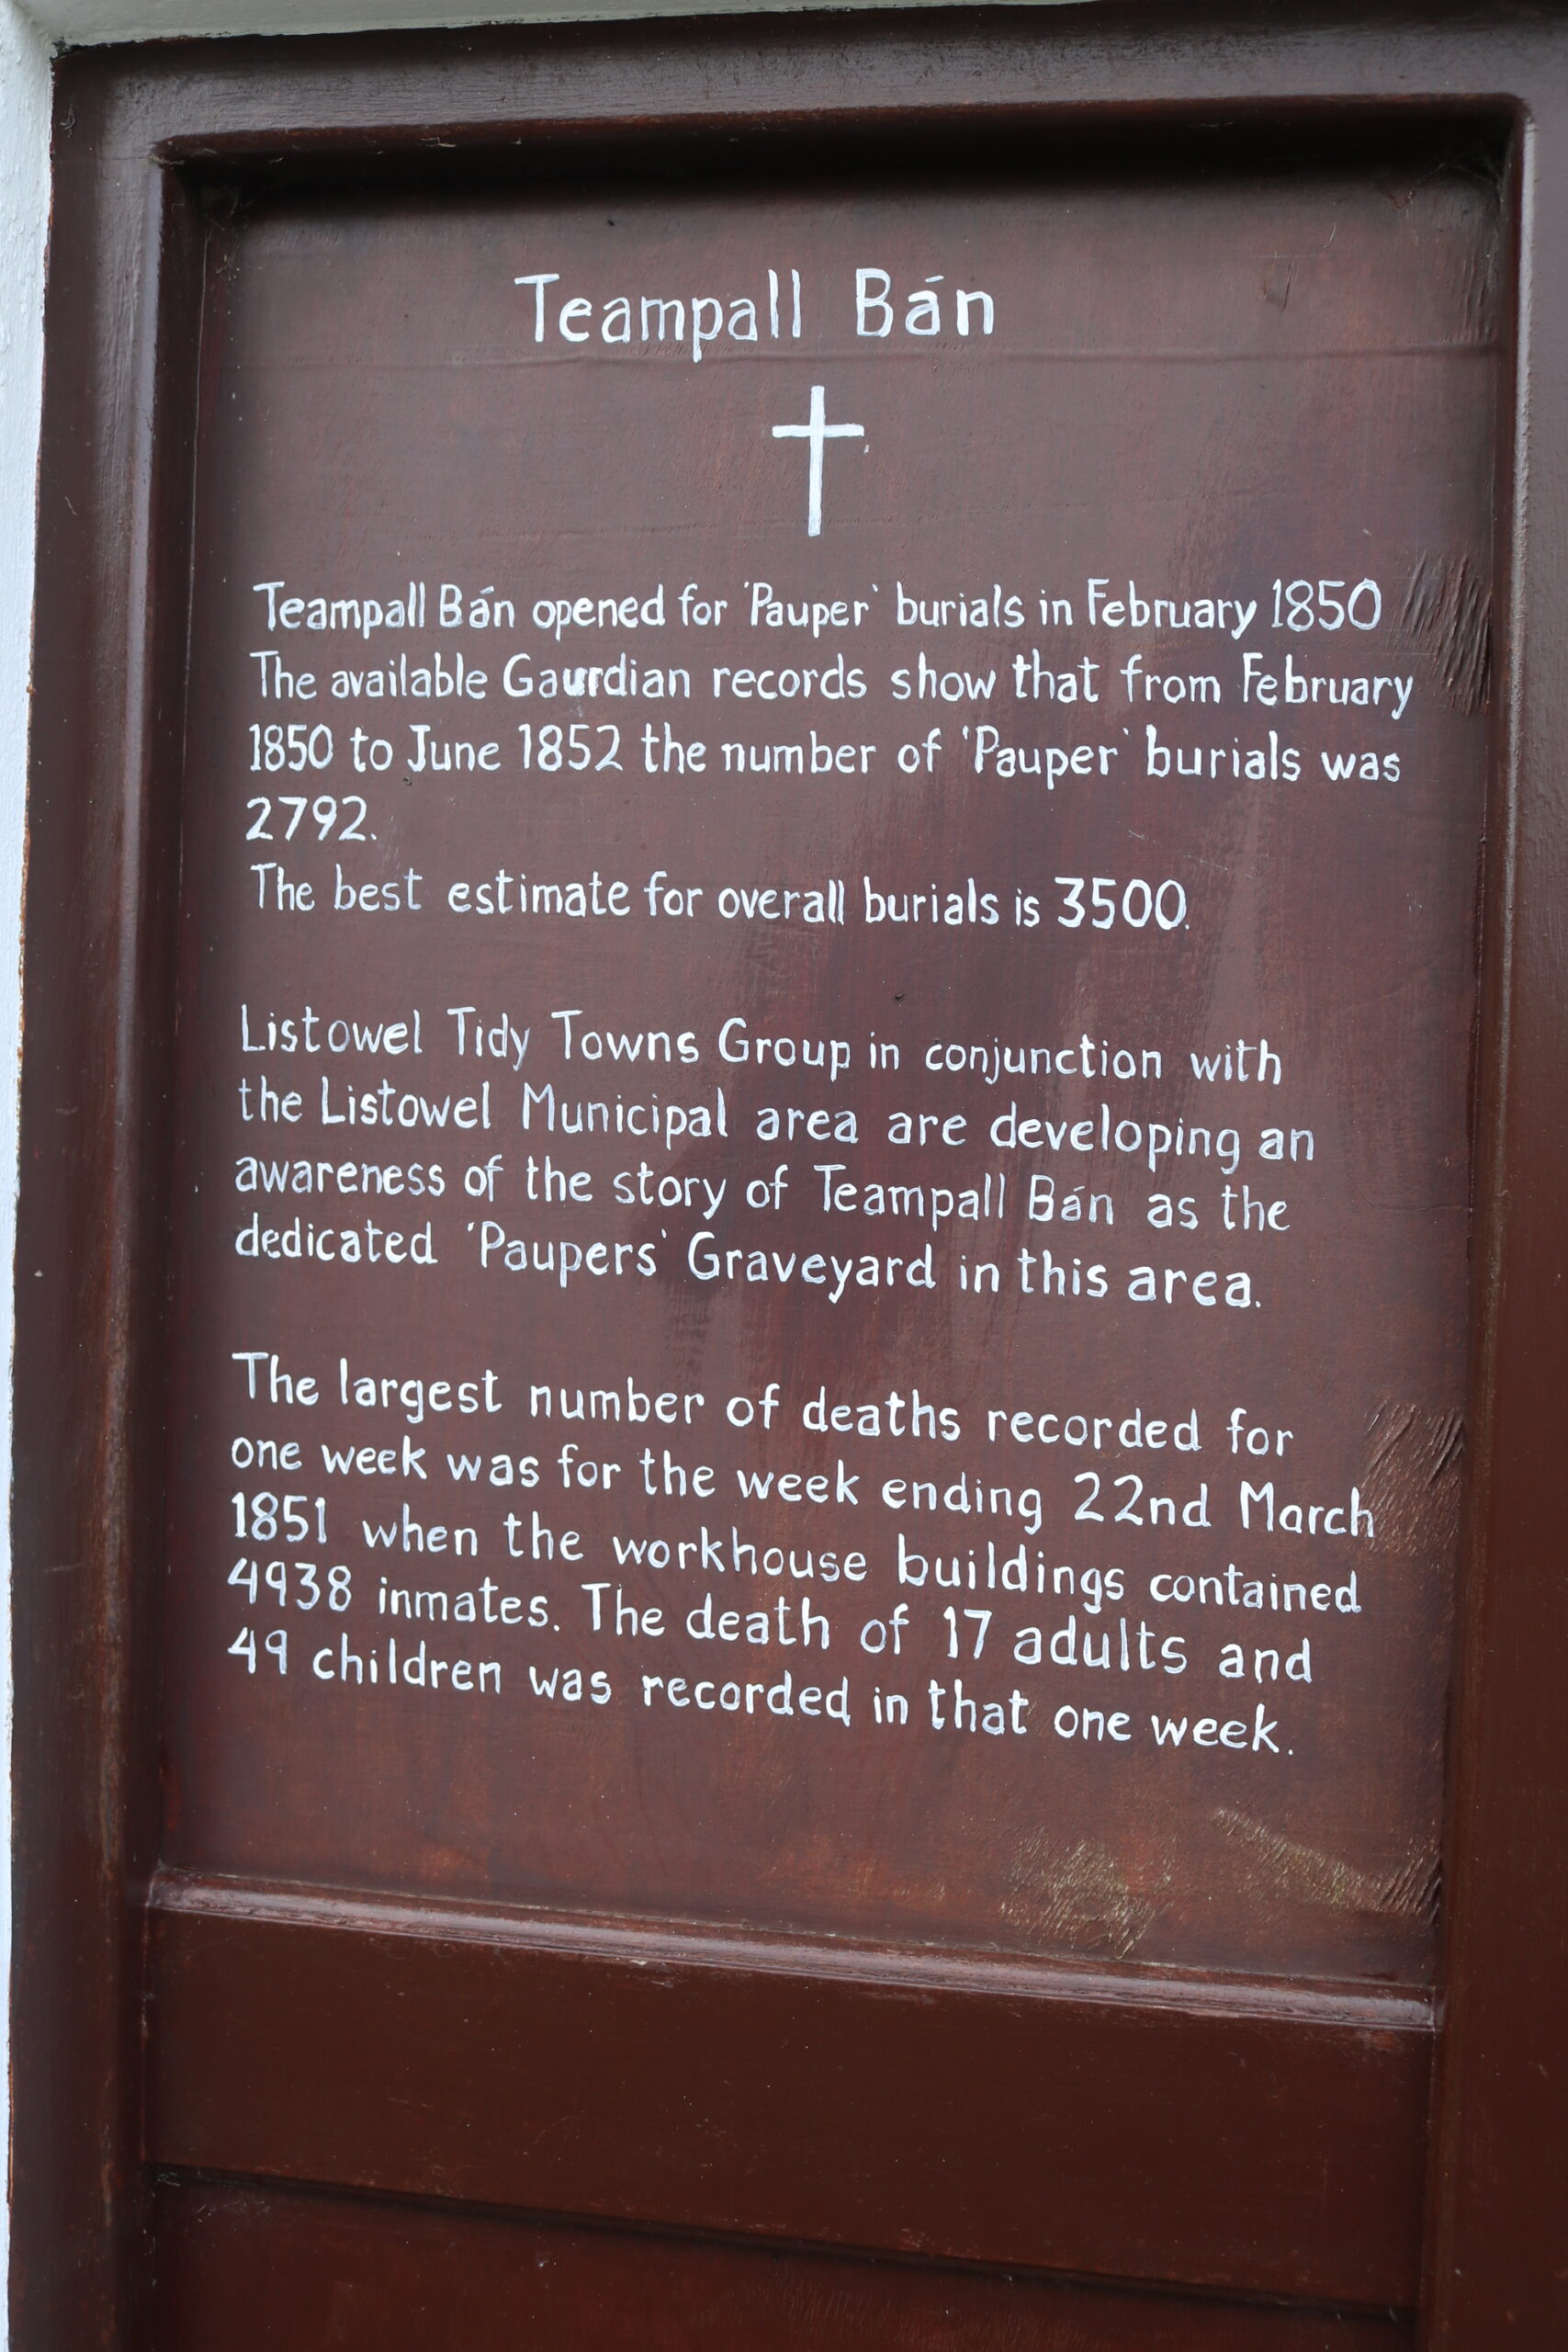 Teampall Bán
Teampall Bán opened for 'Pauper' burials in February 1850
The available Gaurdian records show that from February
1850 to June 1852 the number of 'Pauper' burials was
2792.
The best estimate for overall burials is 3500.
Listowel Tidy Towns Group in conjunction with
the Listowel Municipal area are developing an
awareness of the story of Teampall Bán as the
dedicated 'Paupers' Graveyard in this area.
The largest number of deaths recorded for
one week was for the week ending 22nd March
1851 when the workhouse buildings contained
4938 inmates. The death of 17 adults and
49 children was recorded in that one week.